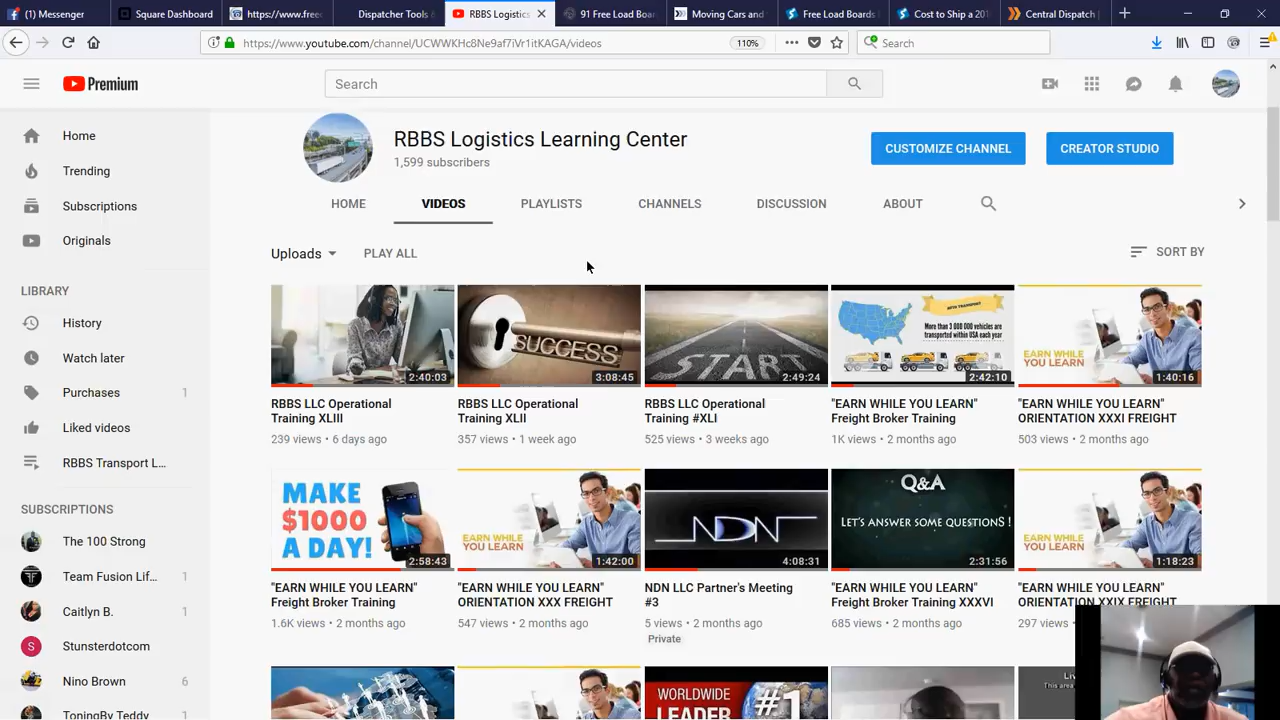 (1) Messenger
Square Dashboard
https://www.freec
Dispatcher Tools &
RBBS Logistics
91 Free Load Boar
Moving Cars and
Free Load Boards
Cost to Ship a 201
Central Dispatch
https://www.youtube.com/channel/UCWWKHc8Ne9af7iVr1itKAGA/videos
110%
Search
Premium
Search
Home
Trending
Subscriptions
Originals
LIBRARY
History
Watch later
Purchases 1
Liked videos
RBBS Transport L...
SUBSCRIPTIONS
The 100 Strong
Team Fusion Lif... 1
Caitlyn B. 1
Stunsterdotcom
Nino Brown 6
ToningBy Teddy 1
RBBS Logistics Learning Center
1,599 subscribers
CUSTOMIZE CHANNEL
CREATOR STUDIO
HOME
VIDEOS
PLAYLISTS
CHANNELS
DISCUSSION
ABOUT
Uploads
PLAY ALL
SORT BY
2:40:03
RBBS LLC Operational
Training XLIII
239 views • 6 days ago
SUCCESS
3:08:45
RBBS LLC Operational
Training XLII
357 views • 1 week ago
START
2:49:24
RBBS LLC Operational
Training #XLI
525 views • 3 weeks ago
AUTO TRANSPORT
More than 3 000 000 vehicles are
transported within USA each year
2:42:10
"EARN WHILE YOU LEARN"
Freight Broker Training
1K views • 2 months ago
EARN WHILE
YOU LEARN
1:40:16
"EARN WHILE YOU LEARN"
ORIENTATION XXXI FREIGHT
503 views • 2 months ago
MAKE
$1000
A DAY!
2:58:43
"EARN WHILE YOU LEARN"
Freight Broker Training
1.6K views • 2 months ago
EARN WHILE
YOU LEARN
1:42:00
"EARN WHILE YOU LEARN"
ORIENTATION XXX FREIGHT
547 views • 2 months ago
NDN
4:08:31
NDN LLC Partner's Meeting
#3
5 views • 2 months ago
Private
Q&A
LET'S ANSWER SOME QUESTIONS !
2:31:56
"EARN WHILE YOU LEARN"
Freight Broker Training XXXVI
685 views • 2 months ago
EARN WHILE
YOU LEARN
1:18:23
"EARN WHILE YOU LEARN"
ORIENTATION XXIX FREIGHT
297 views •
WORLDWIDE
LEADER
#1